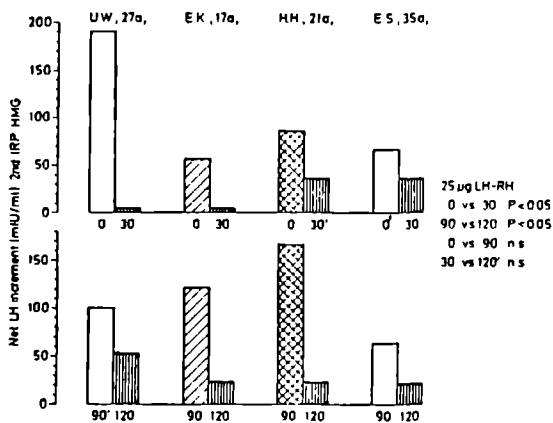 UW, 27a, EK, 17a, H.H, 21a, ES, 35a,
200
150
100
50
0
0 30 0 30 0 30' 0' 30
25 µg LH-RH
0 vs 30 P<0.05
90 vs 120 P<0.05
0 vs 90 ns
30 vs 120' ns
Net LH increment (mIU/ml) 2nd IRP HMG
150
100
50
0
90' 120 90 120 90 120 90 120